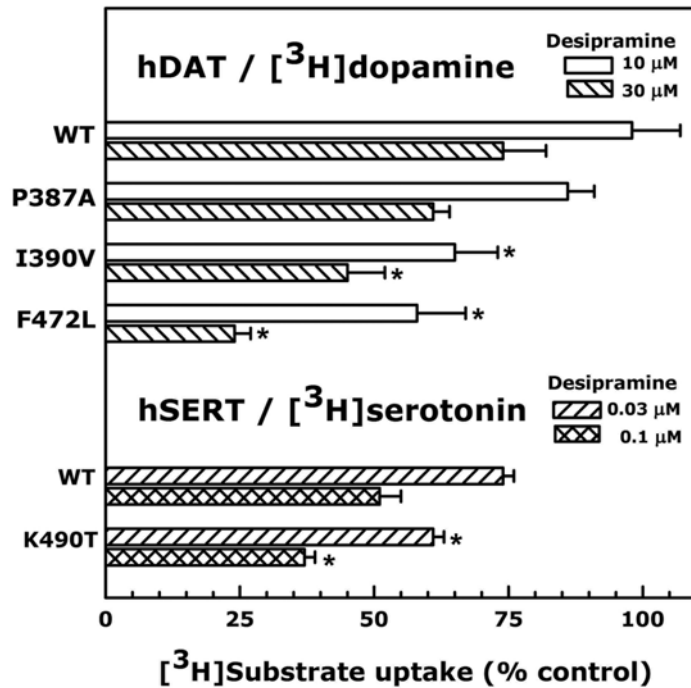 hDAT / [³H]dopamine
Desipramine
10 μM
30 μM
WT
P387A
I390V
*
*
F472L
*
*
hSERT / [³H]serotonin
Desipramine
0.03 μM
0.1 μM
WT
K490T
*
*
0 25 50 75 100
[³H]Substrate uptake (% control)